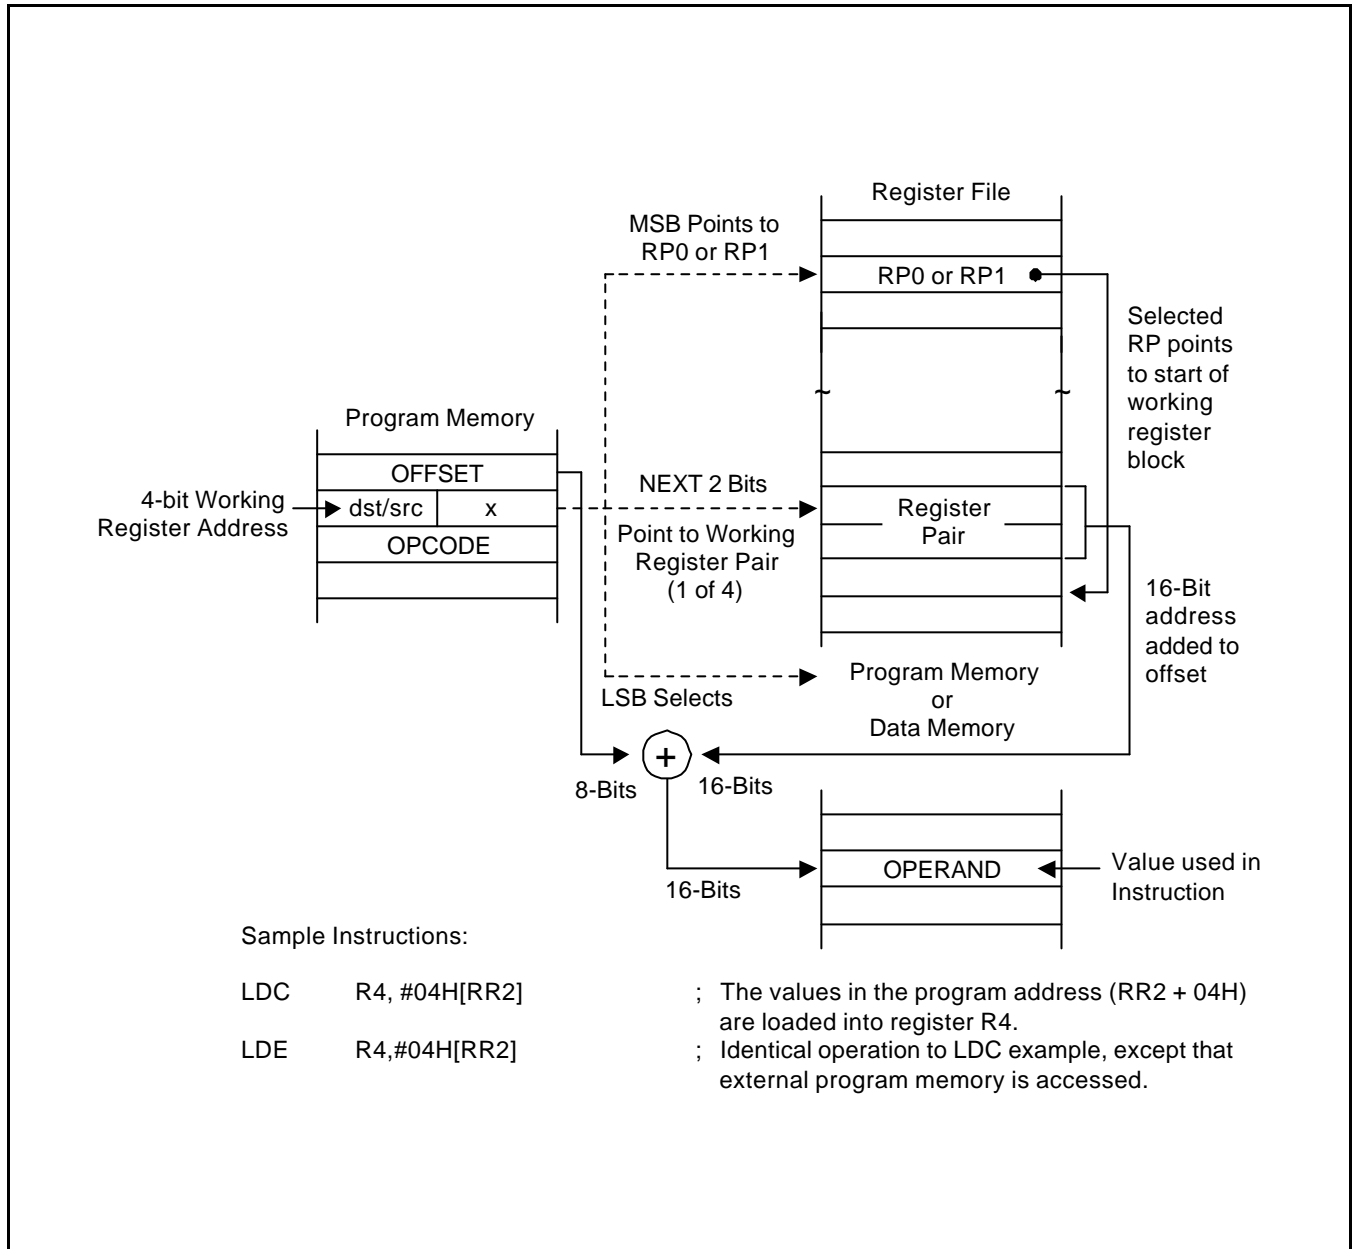 Register File
MSB Points to
RP0 or RP1
RP0 or RP1
Selected
RP points
to start of
working
register
block
~ ~
Program Memory
OFFSET
4-bit Working
Register Address
dst/src x
OPCODE
NEXT 2 Bits
Point to Working
Register Pair
(1 of 4)
Register
Pair
16-Bit
address
added to
offset
LSB Selects
Program Memory
or
Data Memory
+
8-Bits
16-Bits
16-Bits
OPERAND
Value used in
Instruction
Sample Instructions:
LDC R4, #04H[RR2] ; The values in the program address (RR2 + 04H)
are loaded into register R4.
LDE R4,#04H[RR2] ; Identical operation to LDC example, except that
external program memory is accessed.